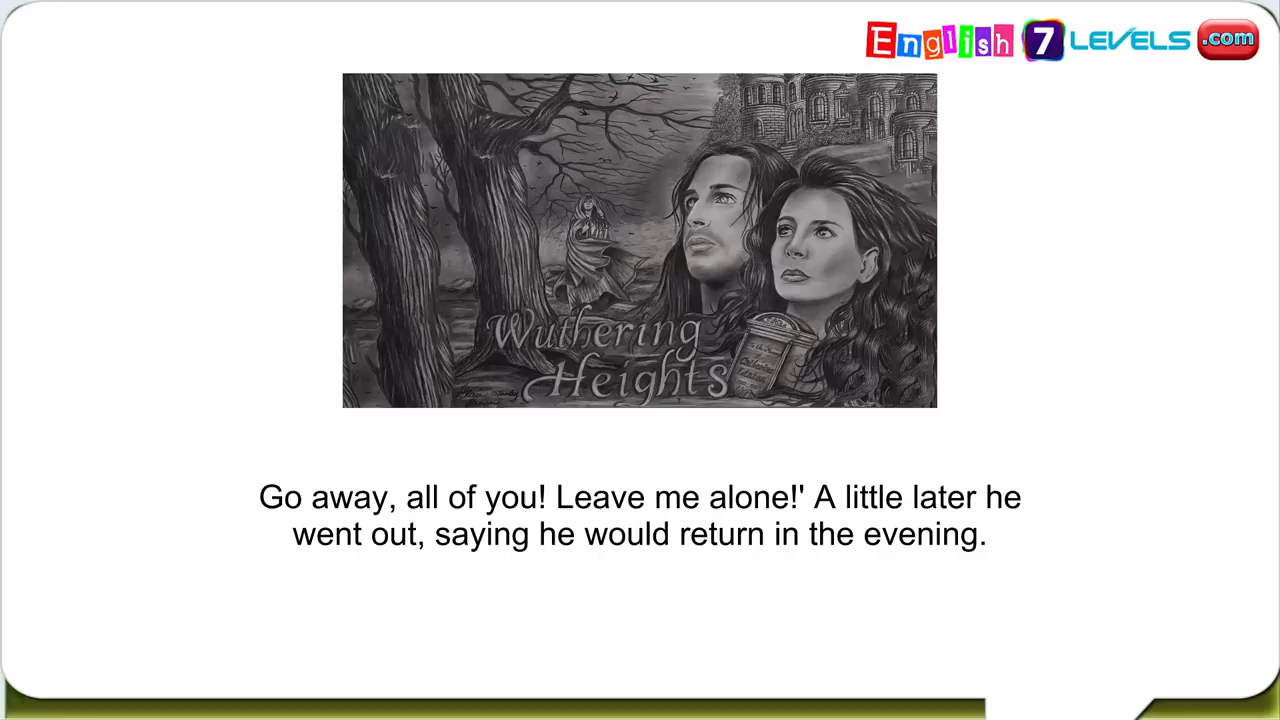 English 7 LEVELS .com
Wuthering
Heights
Go away, all of you! Leave me alone!' A little later he
went out, saying he would return in the evening.